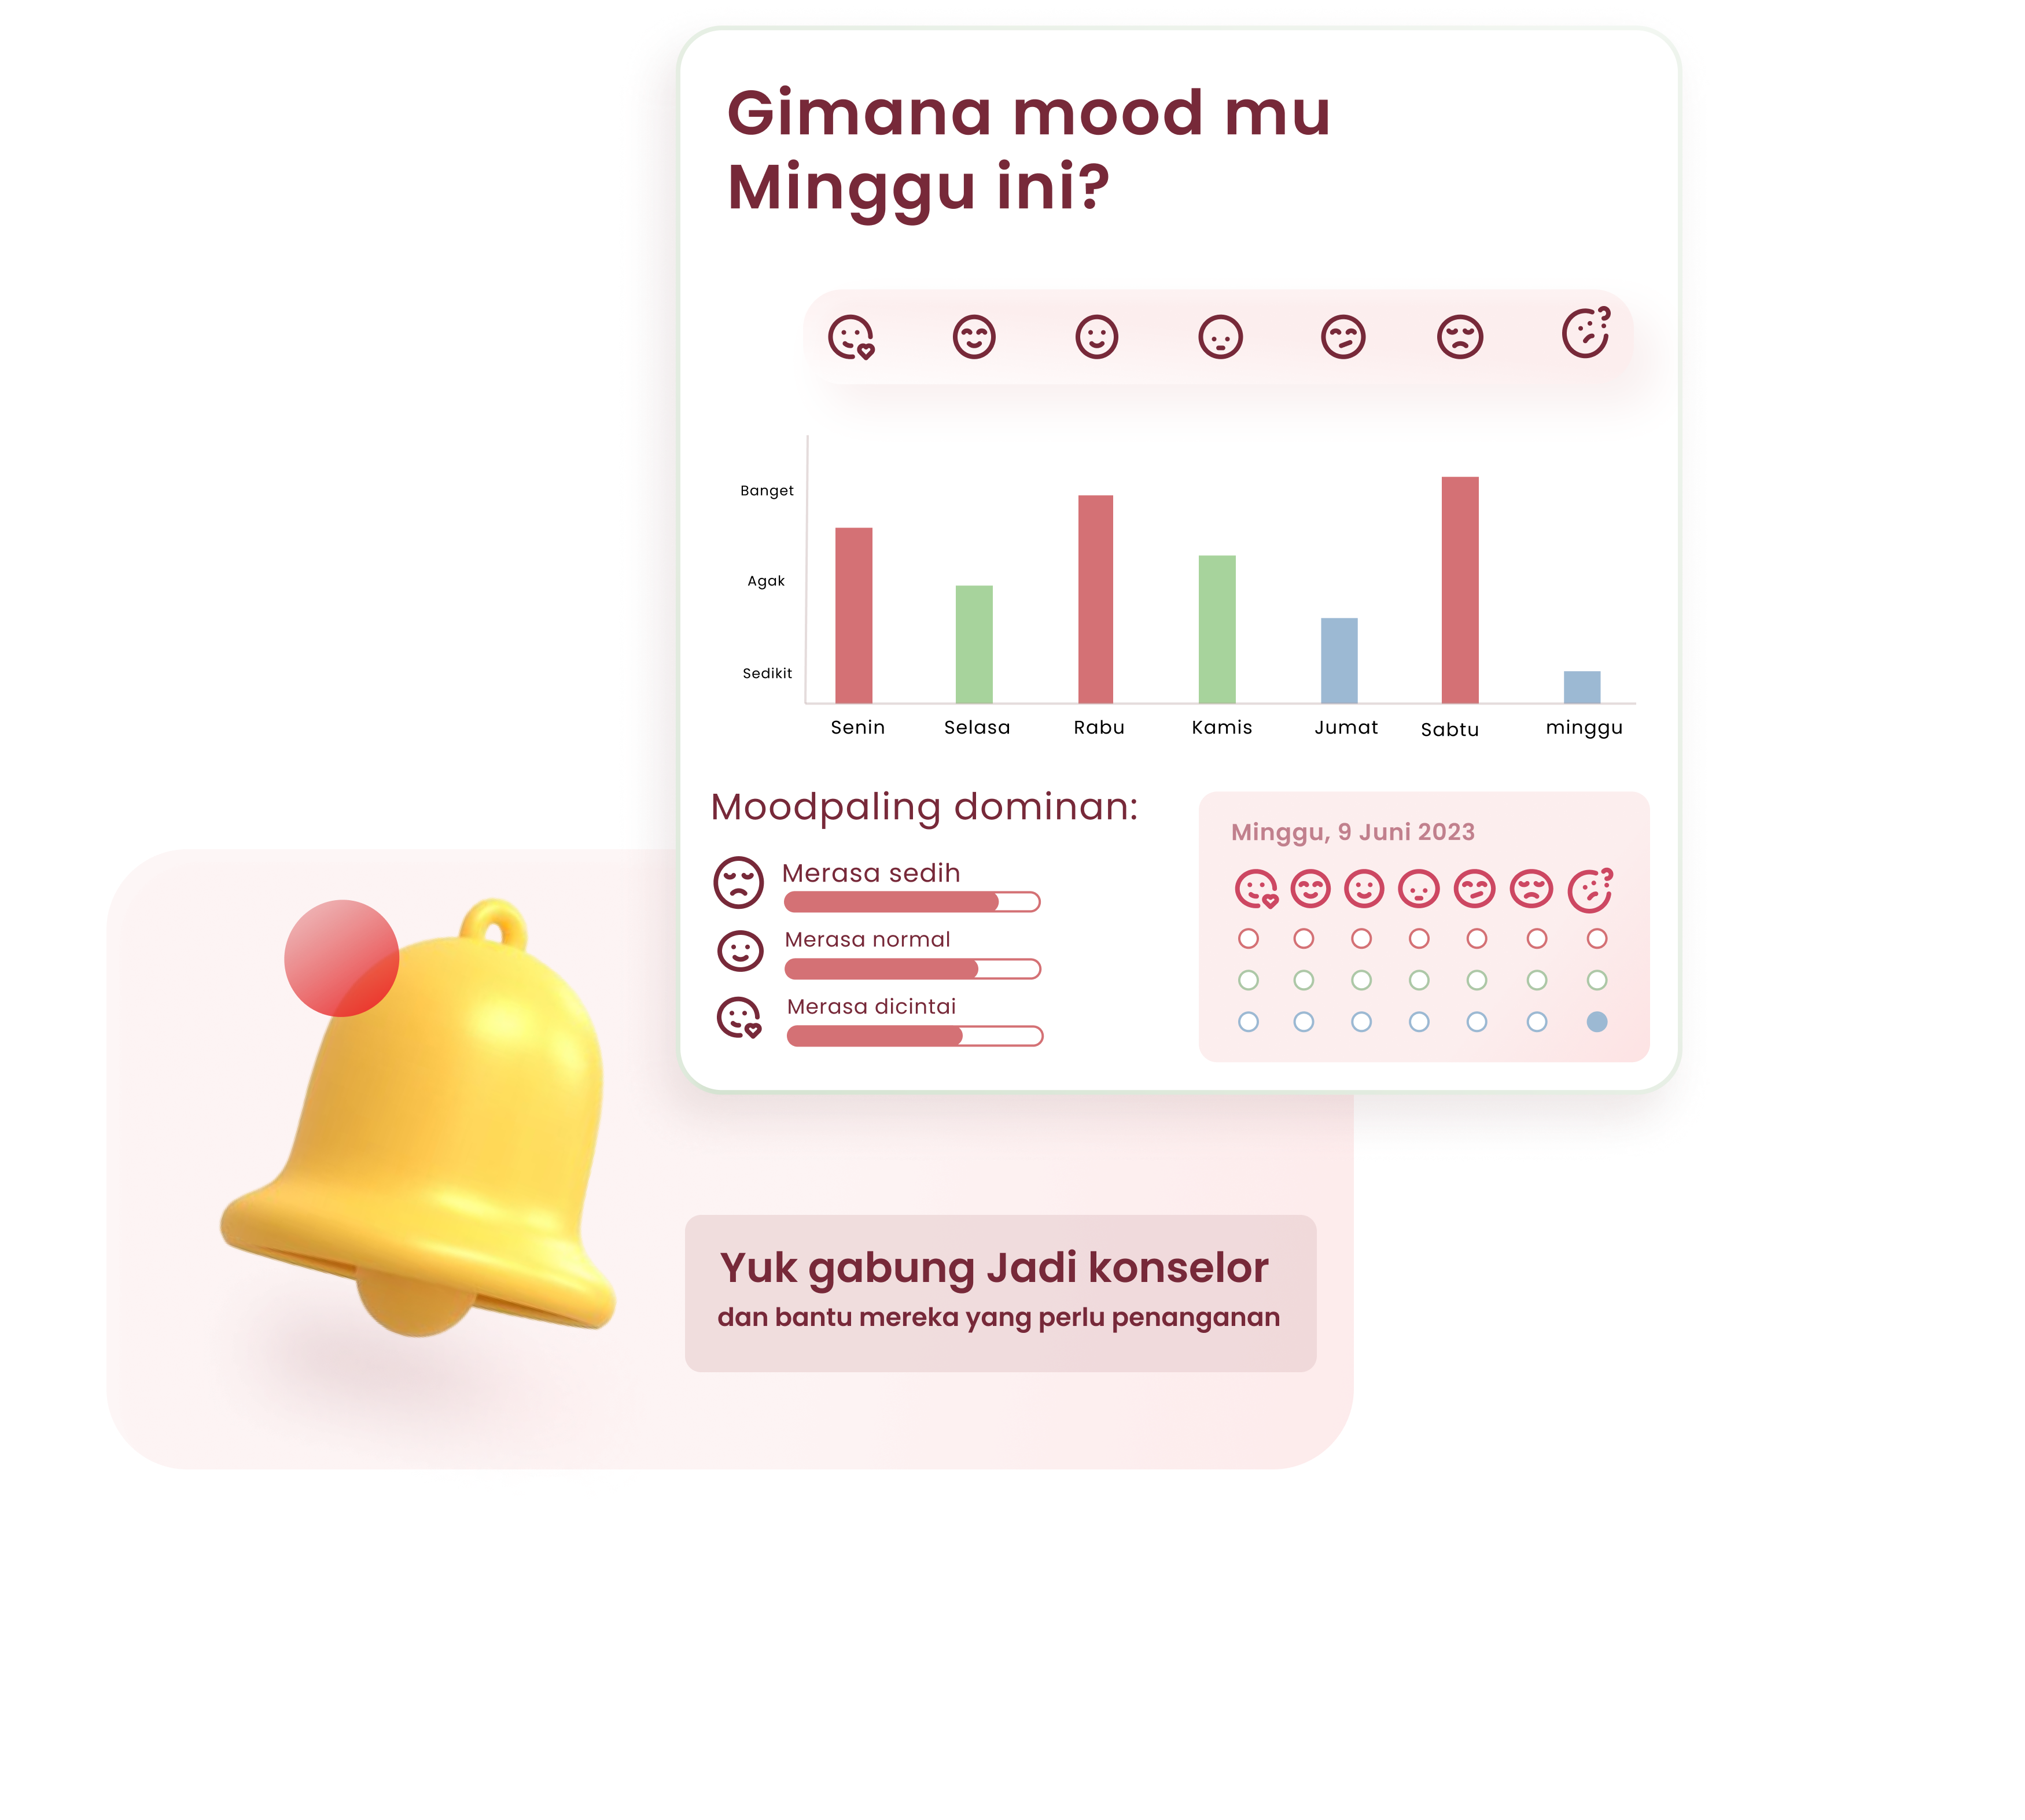 Gimana mood mu
Minggu ini?
Banget
Agak
Sedikit
Senin Selasa Rabu Kamis Jumat Sabtu minggu
Moodpaling dominan:
Merasa sedih
Merasa normal
Merasa dicintai
Minggu, 9 Juni 2023
Yuk gabung Jadi konselor
dan bantu mereka yang perlu penanganan